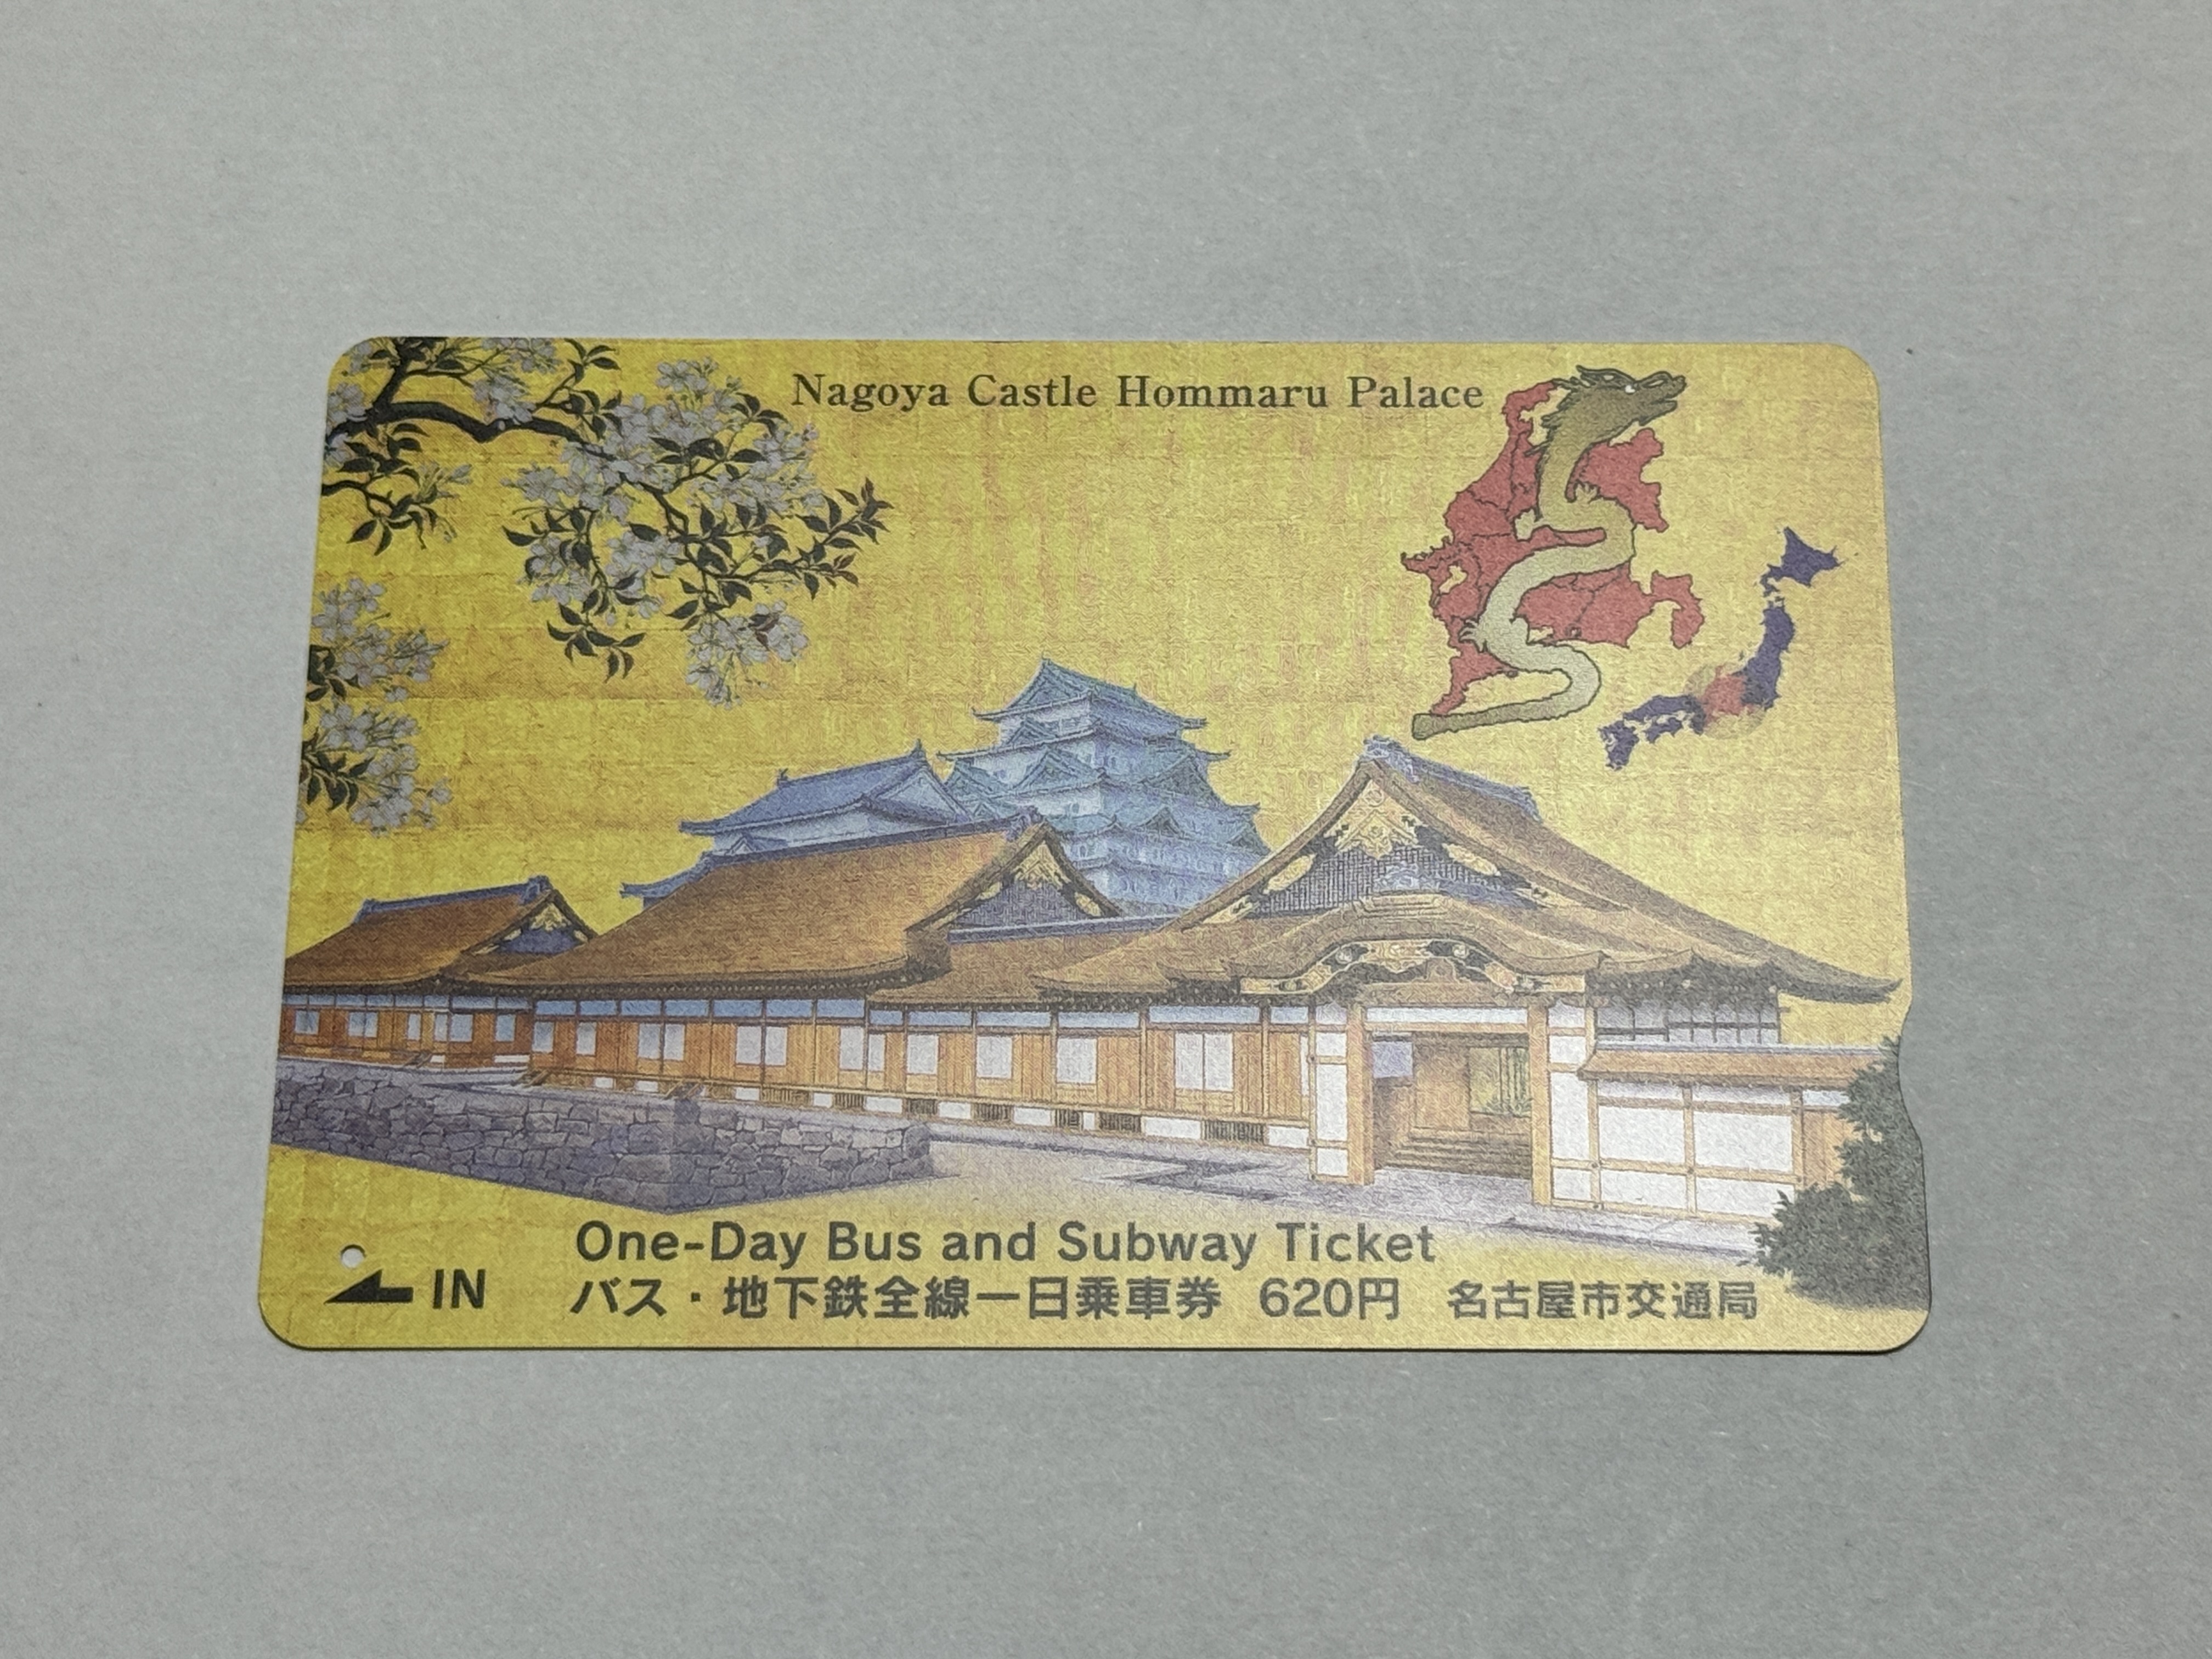 Nagoya Castle Hommaru Palace
One-Day Bus and Subway Ticket
IN
バス・地下鉄全線一日乗車券 620円 名古屋市交通局